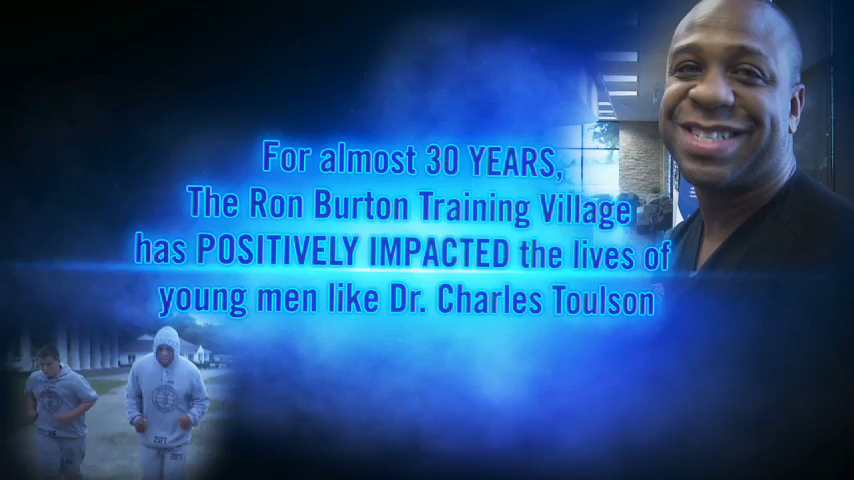 For almost 30 YEARS,
The Ron Burton Training Village
has POSITIVELY IMPACTED the lives of
young men like Dr. Charles Toulson